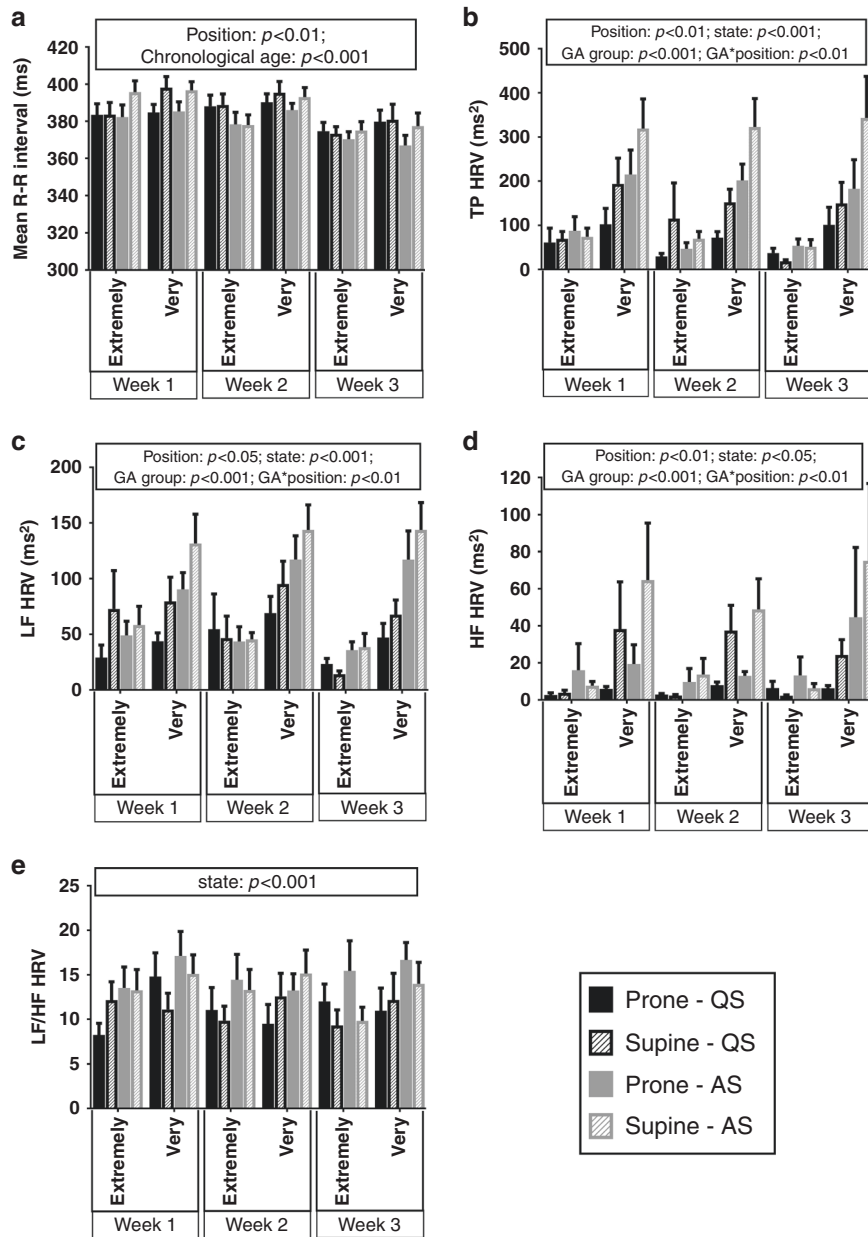 a
Position: p<0.01;
Chronological age: p<0.001
Mean R-R interval (ms)
420
400
380
360
340
320
300
Extremely
Very
Extremely
Very
Extremely
Very
Week 1
Week 2
Week 3
b
Position: p<0.01; state: p<0.001;
GA group: p<0.001; GA*position: p<0.01
TP HRV (ms²)
500
400
300
200
100
0
Extremely
Very
Extremely
Very
Extremely
Very
Week 1
Week 2
Week 3
c
Position: p<0.05; state: p<0.001;
GA group: p<0.001; GA*position: p<0.01
LF HRV (ms²)
200
150
100
50
0
Extremely
Very
Extremely
Very
Extremely
Very
Week 1
Week 2
Week 3
d
Position: p<0.01; state: p<0.05;
GA group: p<0.001; GA*position: p<0.01
HF HRV (ms²)
120
100
80
60
40
20
0
Extremely
Very
Extremely
Very
Extremely
Very
Week 1
Week 2
Week 3
e
state: p<0.001
LF/HF HRV
25
20
15
10
5
0
Extremely
Very
Extremely
Very
Extremely
Very
Week 1
Week 2
Week 3
Prone - QS
Supine - QS
Prone - AS
Supine - AS